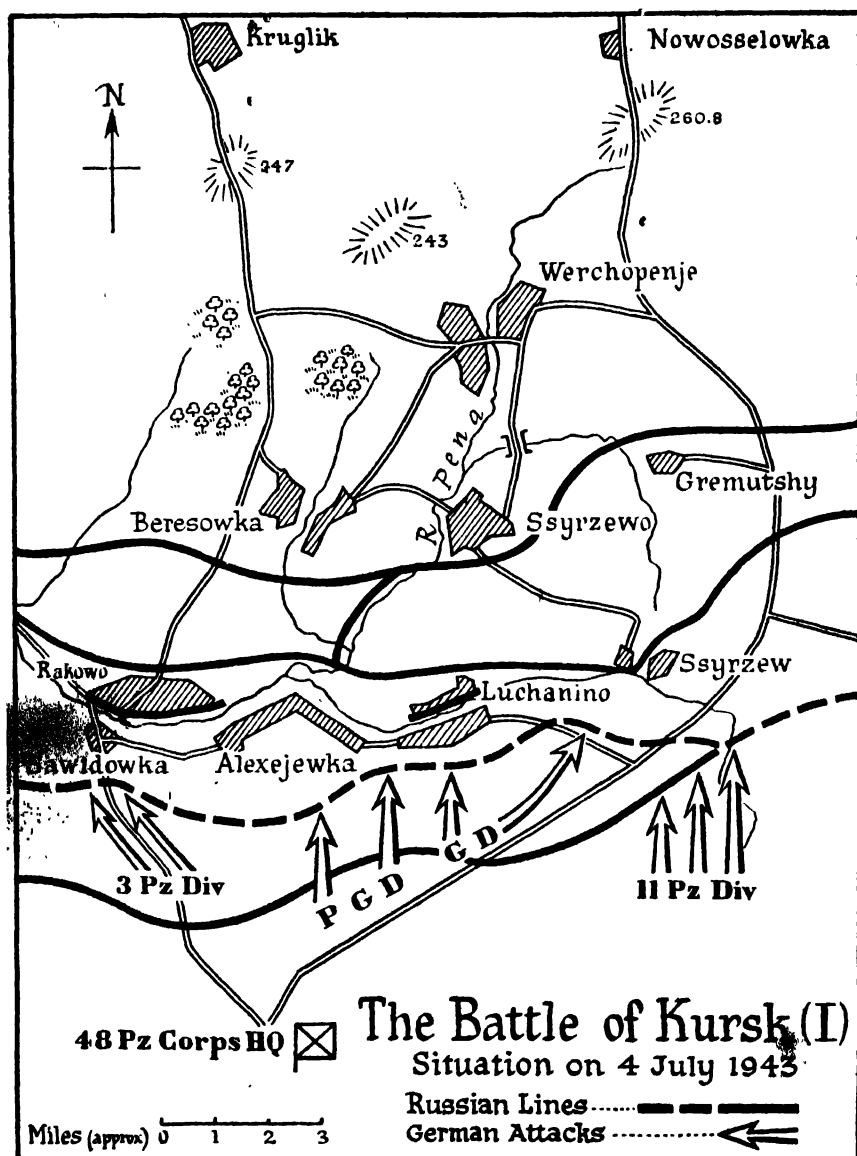 Kruglik
Nowosselowka
N
260.8
247
243
Werchopenje
R Pena
Gremutshy
Beresowka
Ssyrzewo
Rakowo
Ssyrzew
Luchanino
Alexejewka
3 Pz Div
P G D
G D
11 Pz Div
48 Pz Corps HQ
The Battle of Kursk (I)
Situation on 4 July 1943
Russian Lines
German Attacks
Miles (approx) 0 1 2 3